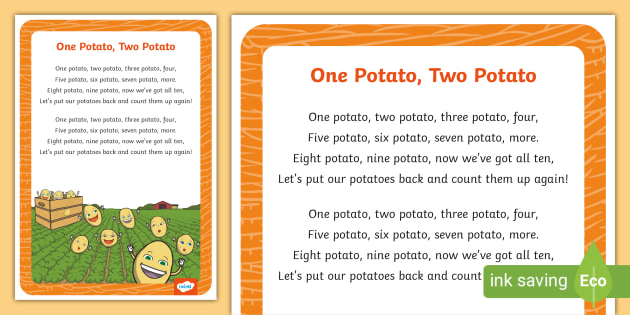 One Potato, Two Potato
One potato, two potato, three potato, four,
Five potato, six potato, seven potato, more.
Eight potato, nine potato, now we've got all ten,
Let's put our potatoes back and count them up again!
One potato, two potato, three potato, four,
Five potato, six potato, seven potato, more.
Eight potato, nine potato, now we've got all ten,
Let's put our potatoes back and count them up again!
twinkl
One Potato, Two Potato
One potato, two potato, three potato, four,
Five potato, six potato, seven potato, more.
Eight potato, nine potato, now we've got all ten,
Let's put our potatoes back and count them up again!
One potato, two potato, three potato, four,
Five potato, six potato, seven potato, more.
Eight potato, nine potato, now we've got all ten,
Let's put our potatoes back and count
ink saving Eco